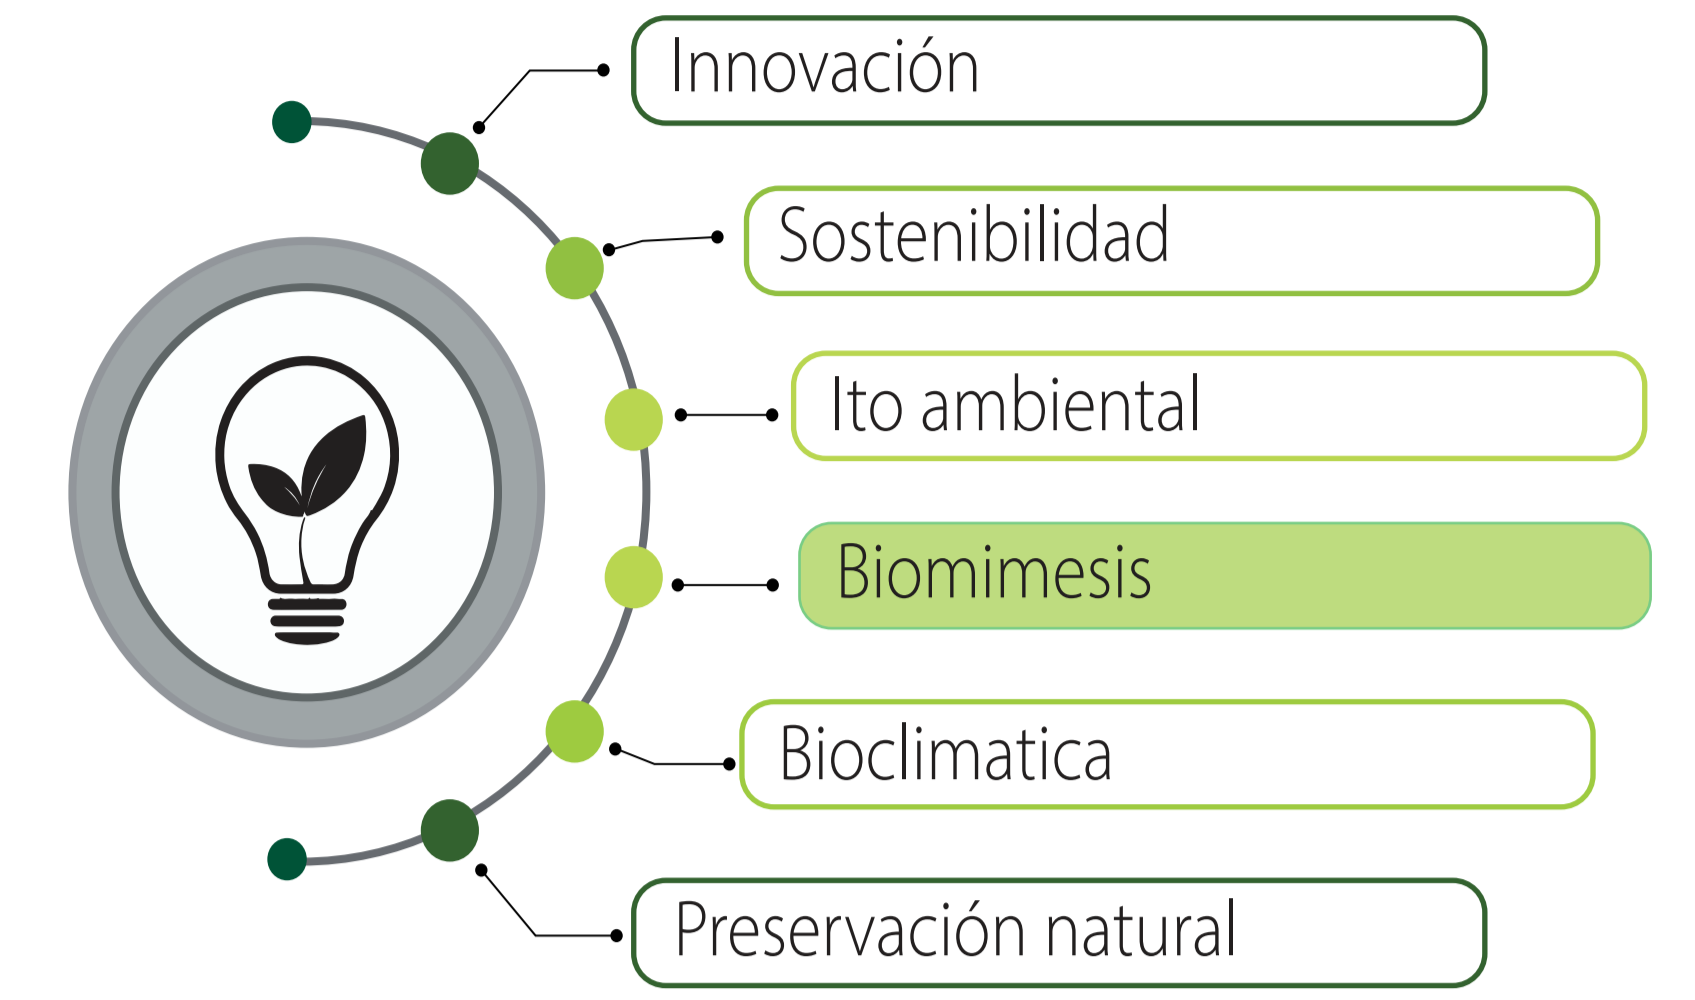 Innovación
Sostenibilidad
Ito ambiental
Biomimesis
Bioclimatica
Preservación natural